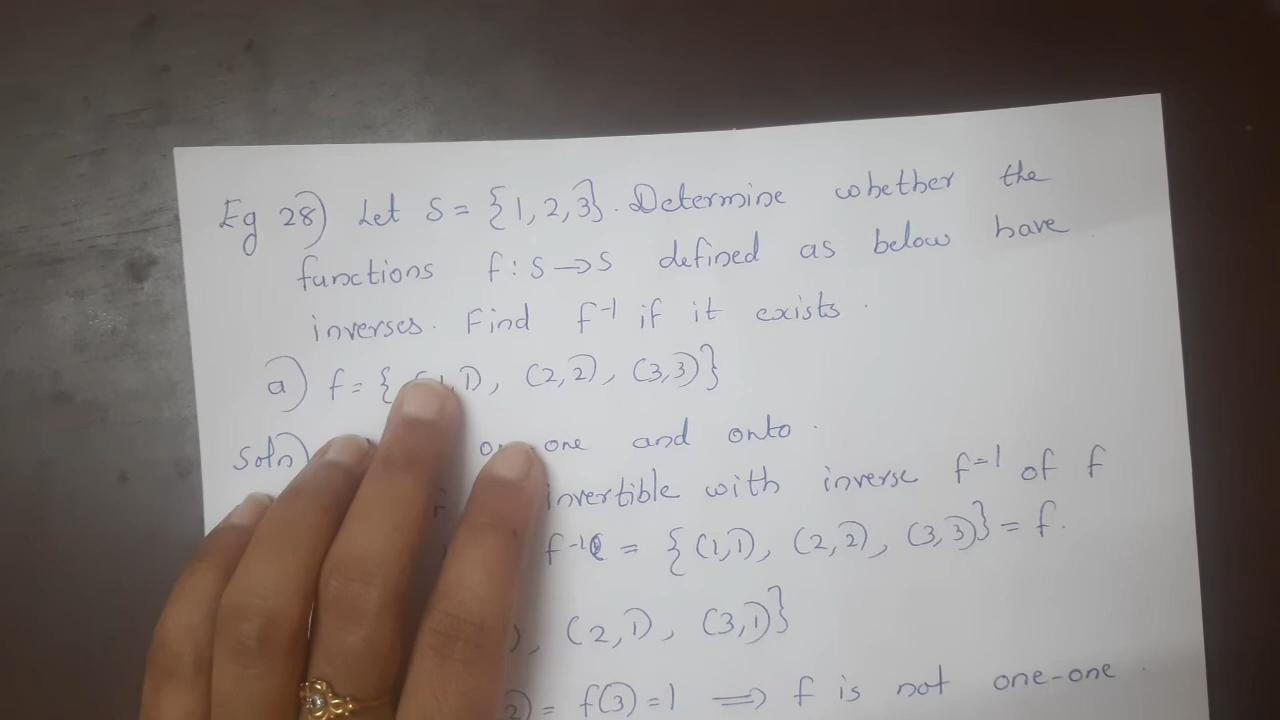 Eg 28) Let S = {1, 2, 3}. Determine whether the
functions f : S → S defined as below have
inverses. Find f⁻¹ if it exists.
a) f = { (1,1), (2,2), (3,3)}
Soln) one and onto.
invertible with inverse f⁻¹ of f
f⁻¹ = {(1,1), (2,2), (3,3)} = f.
), (2,1), (3,1)}
2) = f(3) = 1 ⟹ f is not one-one.